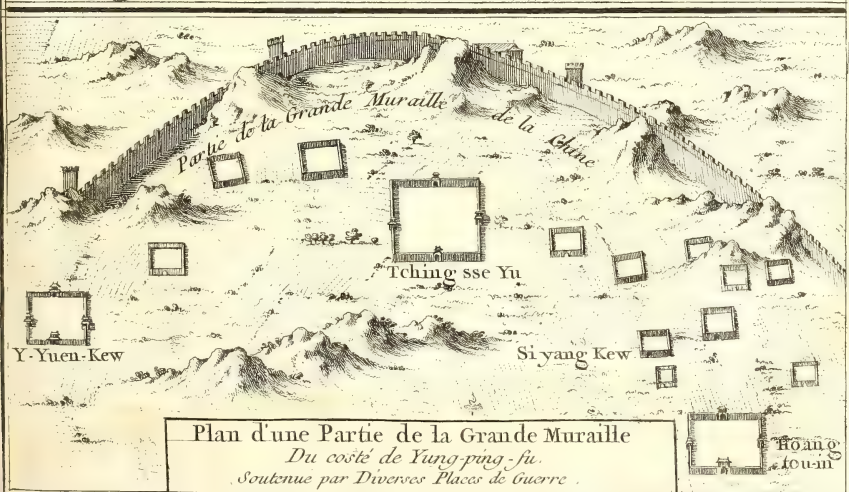 Partie de la Grande Muraille de la Chine
Tching sse Yu
Y-Yuen-Kew
Si yang Kew
Hoang
tou-in
Plan d'une Partie de la Grande Muraille
Du costé de Yung-ping-fu.
Soutenue par Diverses Places de Guerre.